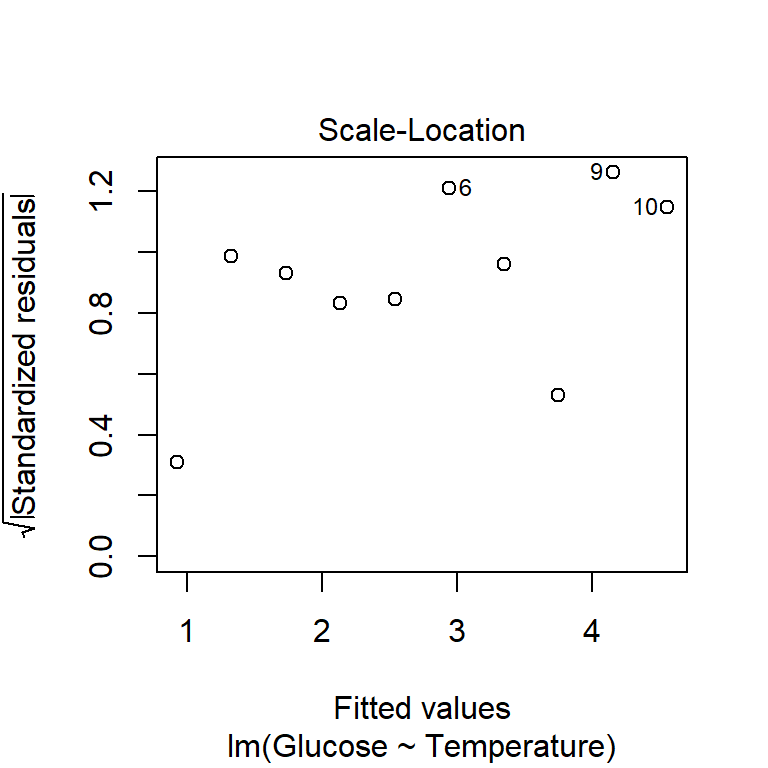 Scale-Location
√|Standardized residuals|
1.2
0.8
0.4
0.0
6
9
10
1 2 3 4
Fitted values
lm(Glucose ~ Temperature)